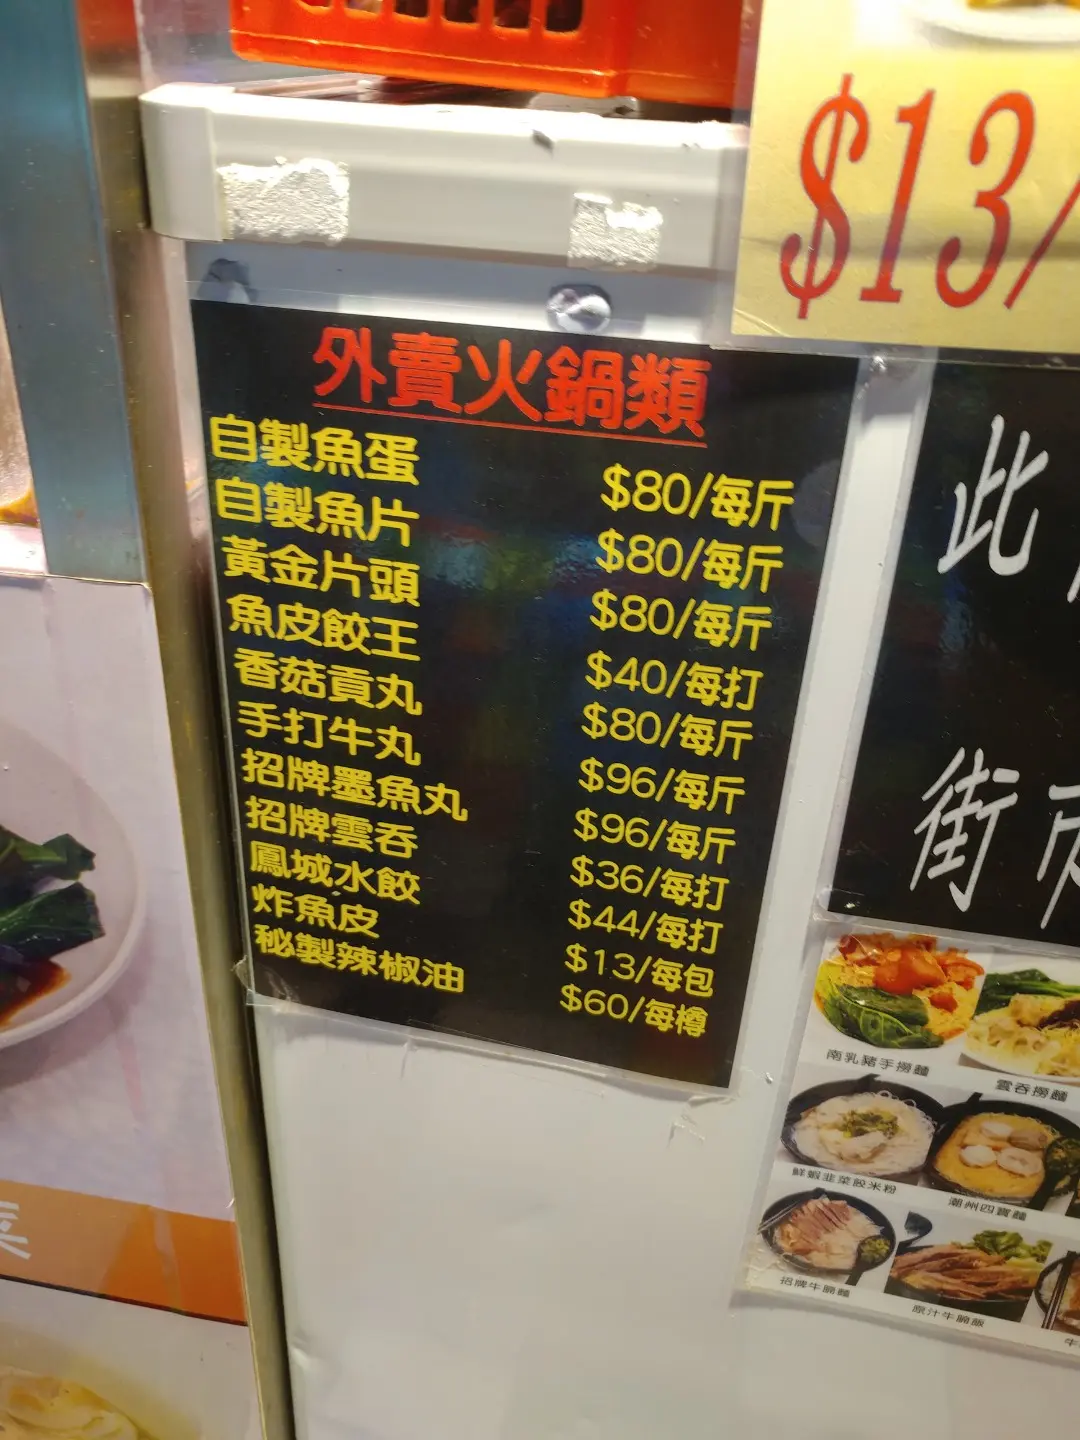 $13/
外賣火鍋類
自製魚蛋 $80/每斤
自製魚片 $80/每斤
黃金片頭 $80/每斤
魚皮餃王 $40/每打
香菇貢丸 $80/每斤
手打牛丸 $96/每斤
招牌墨魚丸 $96/每斤
招牌雲吞 $36/每打
鳳城水餃 $44/每打
炸魚皮 $13/每包
秘製辣椒油 $60/每樽
此
街
南乳豬手撈麵
雲吞撈麵
鮮蝦韭菜餃米粉
潮州四寶麵
招牌牛腩麵
原汁牛腩飯
牛
菜